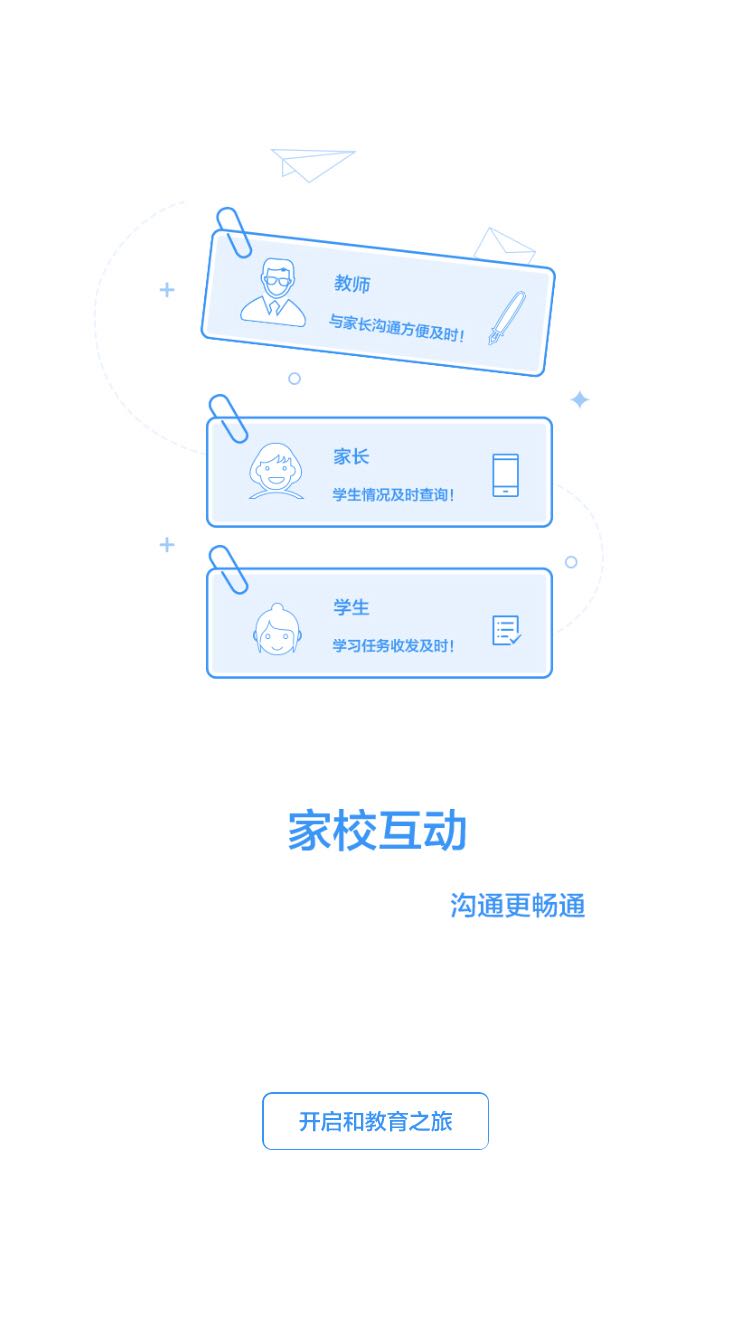 教师
与家长沟通方便及时！
家长
学生情况及时查询！
学生
学习任务收发及时！
家校互动
沟通更畅通
开启和教育之旅